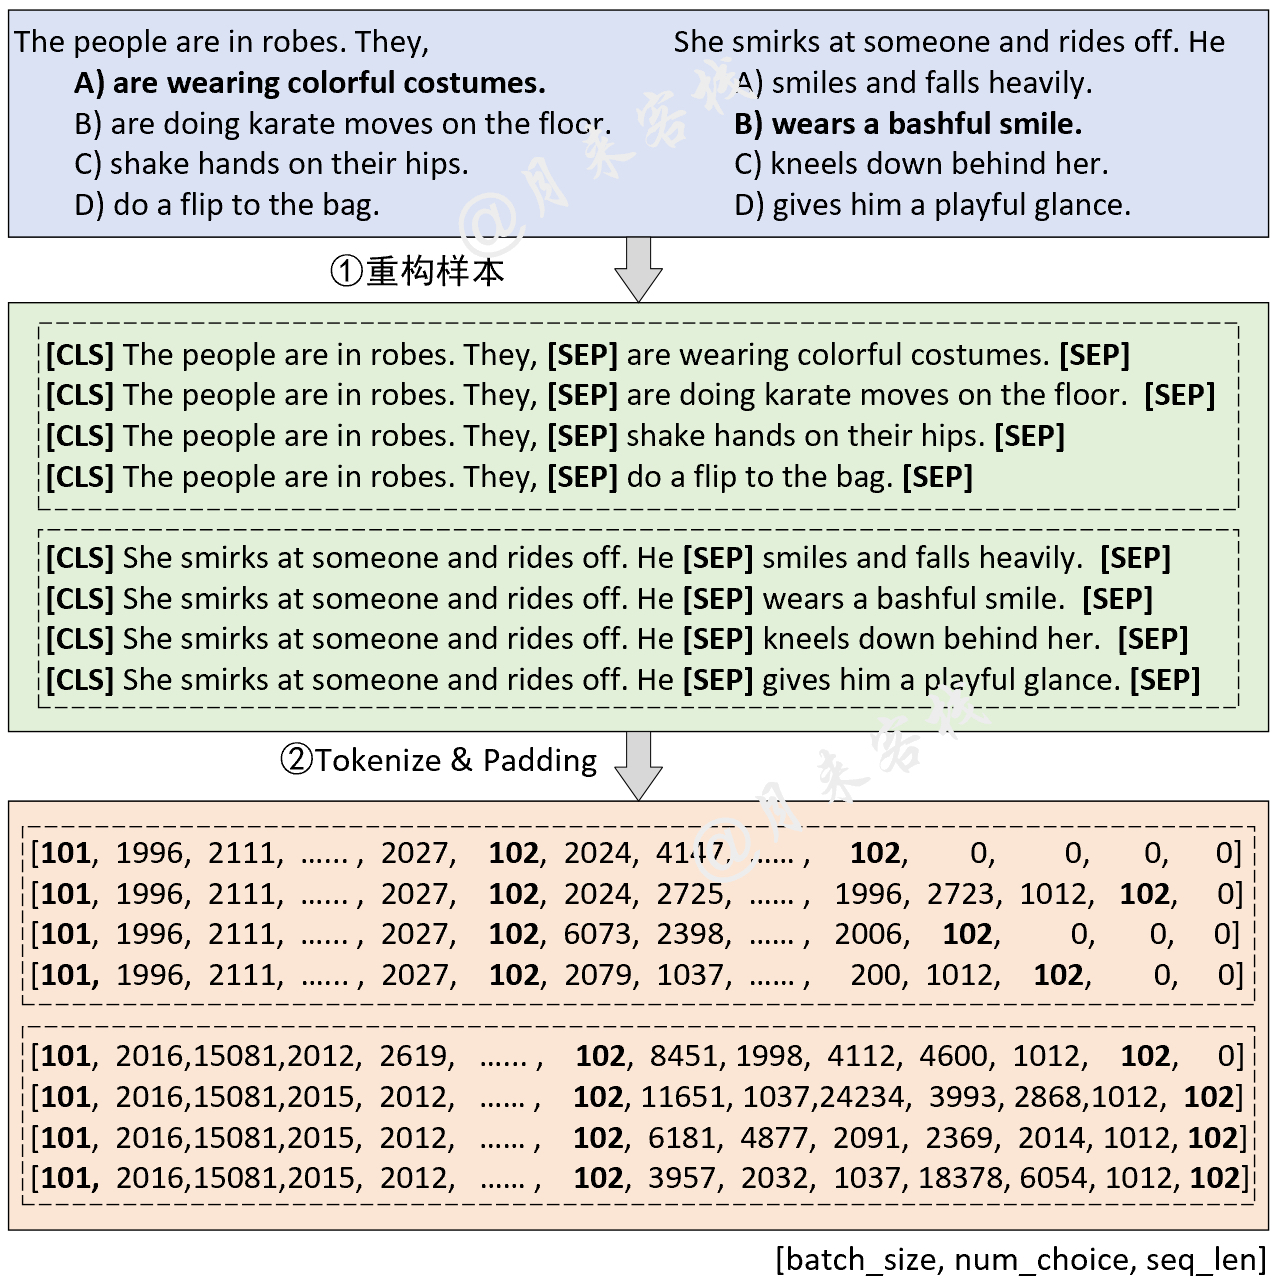 The people are in robes. They,
A) are wearing colorful costumes.
B) are doing karate moves on the floor.
C) shake hands on their hips.
D) do a flip to the bag.
She smirks at someone and rides off. He
A) smiles and falls heavily.
B) wears a bashful smile.
C) kneels down behind her.
D) gives him a playful glance.
@月来客栈
①重构样本
[CLS] The people are in robes. They, [SEP] are wearing colorful costumes. [SEP]
[CLS] The people are in robes. They, [SEP] are doing karate moves on the floor. [SEP]
[CLS] The people are in robes. They, [SEP] shake hands on their hips. [SEP]
[CLS] The people are in robes. They, [SEP] do a flip to the bag. [SEP]
[CLS] She smirks at someone and rides off. He [SEP] smiles and falls heavily. [SEP]
[CLS] She smirks at someone and rides off. He [SEP] wears a bashful smile. [SEP]
[CLS] She smirks at someone and rides off. He [SEP] kneels down behind her. [SEP]
[CLS] She smirks at someone and rides off. He [SEP] gives him a playful glance. [SEP]
②Tokenize & Padding
@月来客栈
[101, 1996, 2111, ...... , 2027, 102, 2024, 4147, ...... , 102, 0, 0, 0, 0]
[101, 1996, 2111, ...... , 2027, 102, 2024, 2725, ...... , 1996, 2723, 1012, 102, 0]
[101, 1996, 2111, ...... , 2027, 102, 6073, 2398, ...... , 2006, 102, 0, 0, 0]
[101, 1996, 2111, ...... , 2027, 102, 2079, 1037, ...... , 200, 1012, 102, 0, 0]
[101, 2016,15081,2012, 2619, ...... , 102, 8451, 1998, 4112, 4600, 1012, 102, 0]
[101, 2016,15081,2015, 2012, ...... , 102, 11651, 1037,24234, 3993, 2868,1012, 102]
[101, 2016,15081,2015, 2012, ...... , 102, 6181, 4877, 2091, 2369, 2014, 1012, 102]
[101, 2016,15081,2015, 2012, ...... , 102, 3957, 2032, 1037, 18378, 6054, 1012, 102]
[batch_size, num_choice, seq_len]